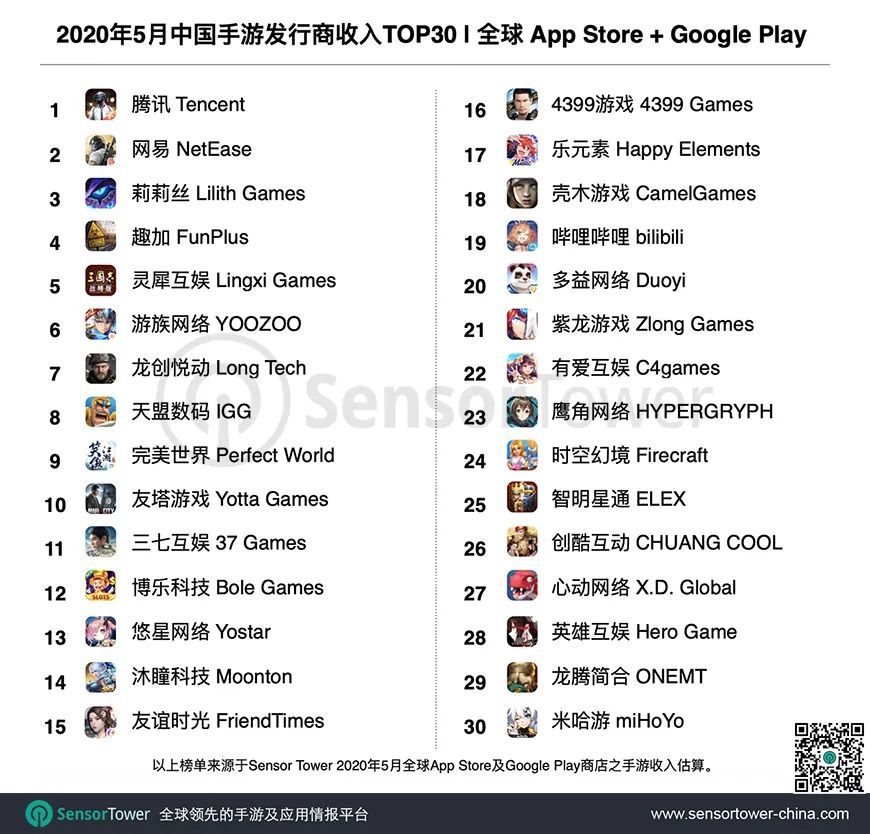 2020年5月中国手游发行商收入TOP30 | 全球 App Store + Google Play
1 腾讯 Tencent
2 网易 NetEase
3 莉莉丝 Lilith Games
4 趣加 FunPlus
5 灵犀互娱 Lingxi Games
6 游族网络 YOOZOO
7 龙创悦动 Long Tech
8 天盟数码 IGG
9 完美世界 Perfect World
10 友塔游戏 Yotta Games
11 三七互娱 37 Games
12 博乐科技 Bole Games
13 悠星网络 Yostar
14 沐瞳科技 Moonton
15 友谊时光 FriendTimes
16 4399游戏 4399 Games
17 乐元素 Happy Elements
18 壳木游戏 CamelGames
19 哔哩哔哩 bilibili
20 多益网络 Duoyi
21 紫龙游戏 Zlong Games
22 有爱互娱 C4games
23 鹰角网络 HYPERGRYPH
24 时空幻境 Firecraft
25 智明星通 ELEX
26 创酷互动 CHUANG COOL
27 心动网络 X.D. Global
28 英雄互娱 Hero Game
29 龙腾简合 ONEMT
30 米哈游 miHoYo
SensorTower
以上榜单来源于Sensor Tower 2020年5月全球App Store及Google Play商店之手游收入估算。
SensorTower 全球领先的手游及应用情报平台
www.sensortower-china.com